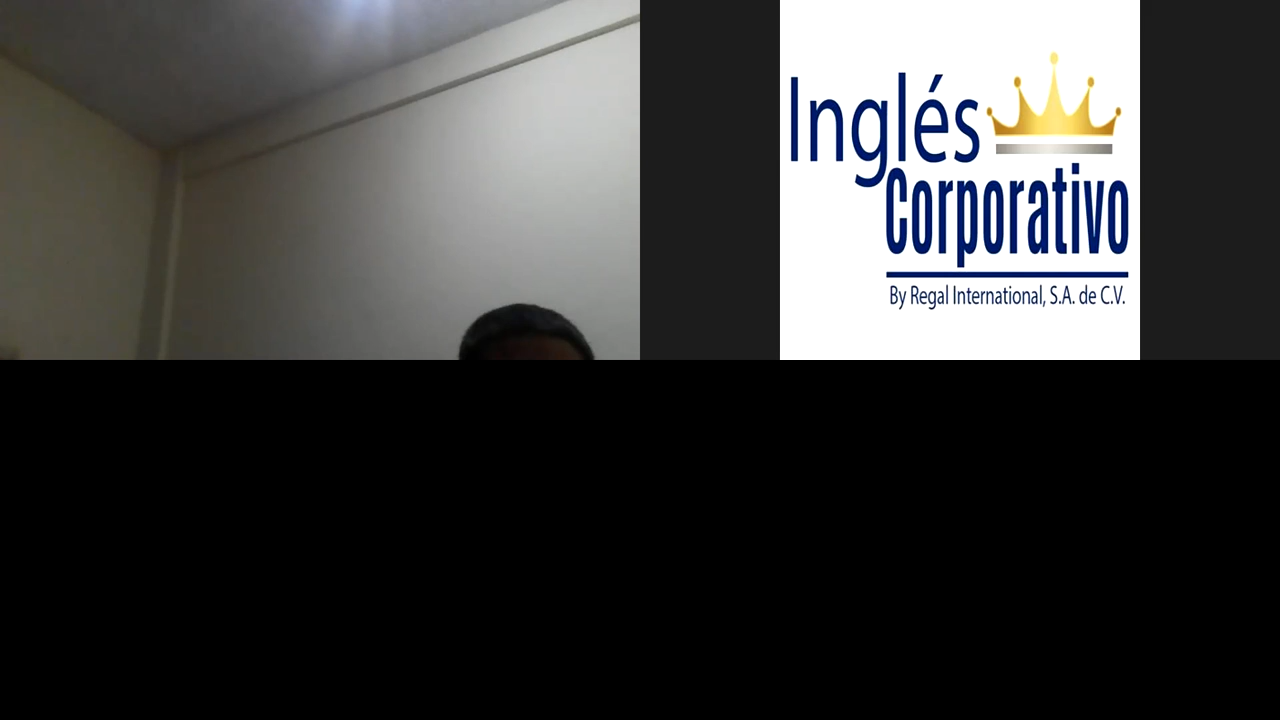 Inglés
Corporativo
By Regal International, S.A. de C.V.